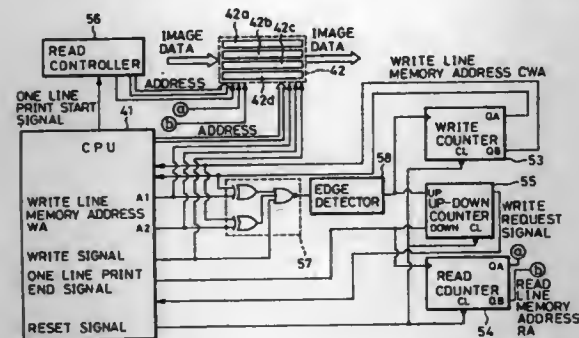 56
READ
CONTROLLER
IMAGE
DATA
42a
42b
42c
IMAGE
DATA
42
42d
ADDRESS
a
b
ADDRESS
ONE LINE
PRINT START
SIGNAL
41
CPU
WRITE LINE
MEMORY ADDRESS CWA
WRITE
COUNTER
QA
QB
CL
53
58
EDGE
DETECTOR
55
UP
UP-DOWN
COUNTER
DOWN
CL
WRITE
REQUEST
SIGNAL
WRITE LINE
MEMORY ADDRESS
WA
A1
A2
57
WRITE SIGNAL
ONE LINE PRINT
END SIGNAL
RESET SIGNAL
READ
COUNTER
QA
QB
CL
54
a
b
READ
LINE
MEMORY
ADDRESS
RA